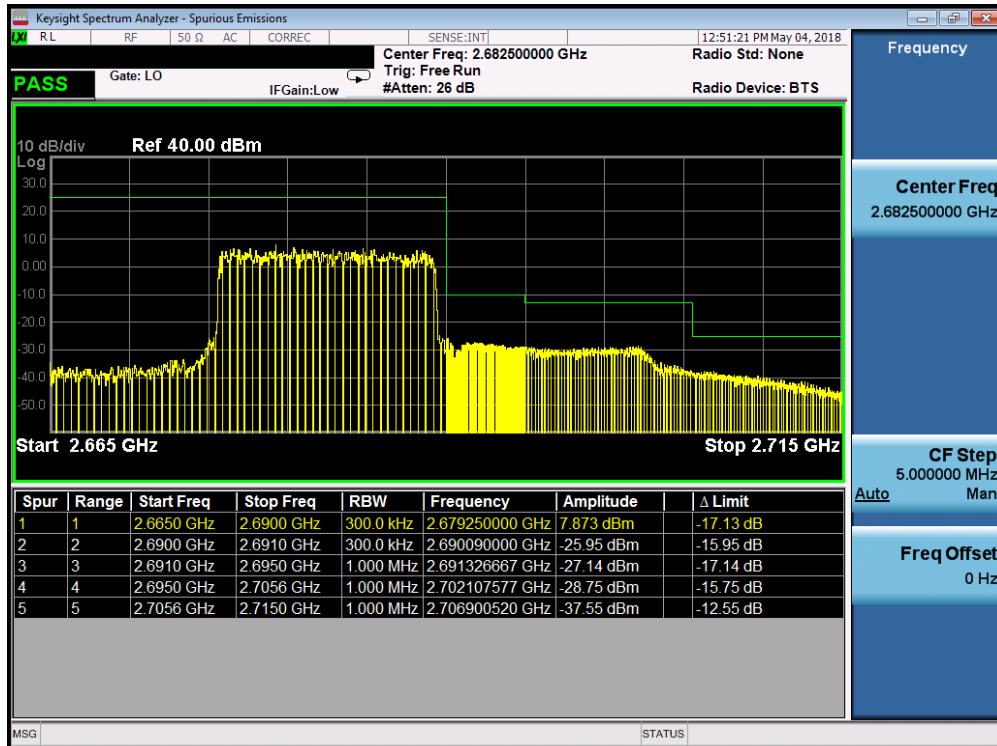 Keysight Spectrum Analyzer - Spurious Emissions
LXI RL RF 50 Ω AC CORREC SENSE:INT 12:51:21 PM May 04, 2018
Center Freq: 2.682500000 GHz Radio Std: None
PASS Gate: LO Trig: Free Run
IFGain:Low #Atten: 26 dB Radio Device: BTS
10 dB/div Ref 40.00 dBm
Log
30.0
20.0
10.0
0.00
-10.0
-20.0
-30.0
-40.0
-50.0
Start 2.665 GHz Stop 2.715 GHz
Spur Range Start Freq Stop Freq RBW Frequency Amplitude Δ Limit
1 1 2.6650 GHz 2.6900 GHz 300.0 kHz 2.679250000 GHz 7.873 dBm -17.13 dB
2 2 2.6900 GHz 2.6910 GHz 300.0 kHz 2.690090000 GHz -25.95 dBm -15.95 dB
3 3 2.6910 GHz 2.6950 GHz 1.000 MHz 2.691326667 GHz -27.14 dBm -17.14 dB
4 4 2.6950 GHz 2.7056 GHz 1.000 MHz 2.702107577 GHz -28.75 dBm -15.75 dB
5 5 2.7056 GHz 2.7150 GHz 1.000 MHz 2.706900520 GHz -37.55 dBm -12.55 dB
MSG STATUS
Frequency
Center Freq
2.682500000 GHz
CF Step
5.000000 MHz
Auto Man
Freq Offset
0 Hz